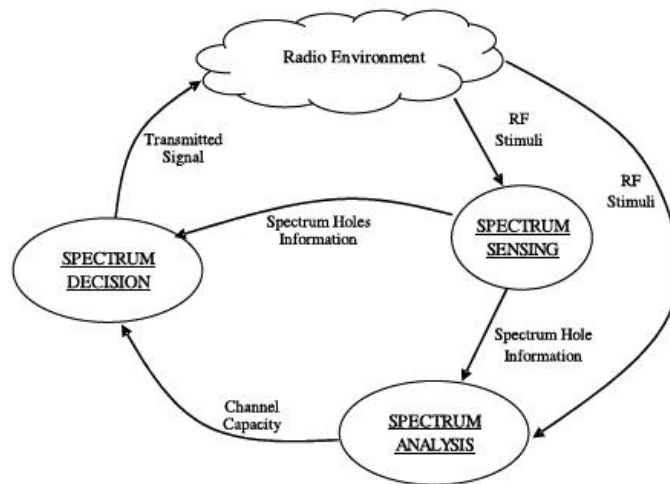 Radio Environment
Transmitted
Signal
RF
Stimuli
RF
Stimuli
Spectrum Holes
Information
SPECTRUM
SENSING
SPECTRUM
DECISION
Spectrum Hole
Information
Channel
Capacity
SPECTRUM
ANALYSIS